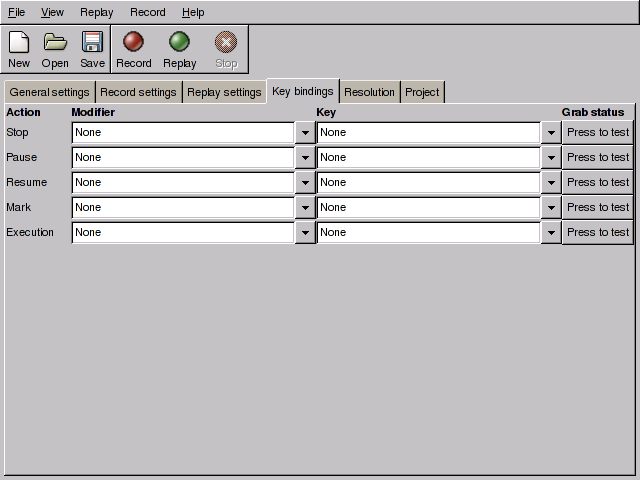 File View Replay Record Help
New Open Save Record Replay Stop
General settings Record settings Replay settings Key bindings Resolution Project
Action Modifier Key Grab status
Stop None None Press to test
Pause None None Press to test
Resume None None Press to test
Mark None None Press to test
Execution None None Press to test